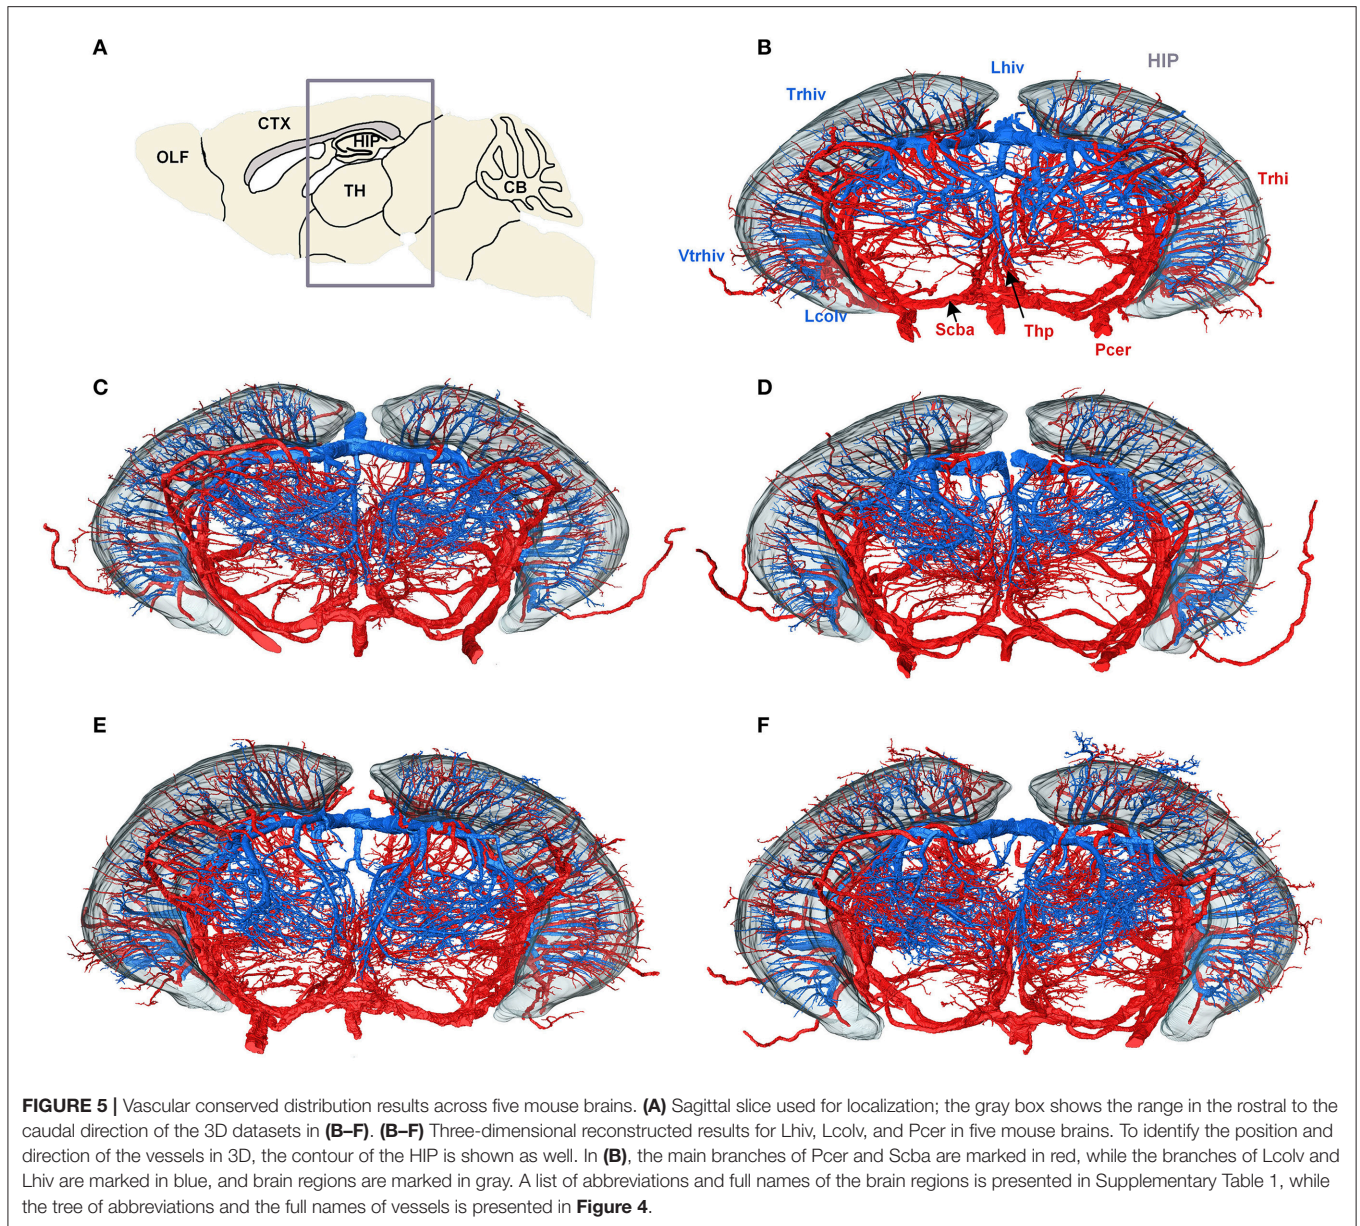 A
CTX
HIP
OLF
TH
CB
B
Lhiv
HIP
Trhiv
Trhi
Vtrhiv
Lcolv
Scba
Thp
Pcer
C
D
E
F
FIGURE 5 | Vascular conserved distribution results across five mouse brains. (A) Sagittal slice used for localization; the gray box shows the range in the rostral to the
caudal direction of the 3D datasets in (B–F). (B–F) Three-dimensional reconstructed results for Lhiv, Lcolv, and Pcer in five mouse brains. To identify the position and
direction of the vessels in 3D, the contour of the HIP is shown as well. In (B), the main branches of Pcer and Scba are marked in red, while the branches of Lcolv and
Lhiv are marked in blue, and brain regions are marked in gray. A list of abbreviations and full names of the brain regions is presented in Supplementary Table 1, while
the tree of abbreviations and the full names of vessels is presented in Figure 4.